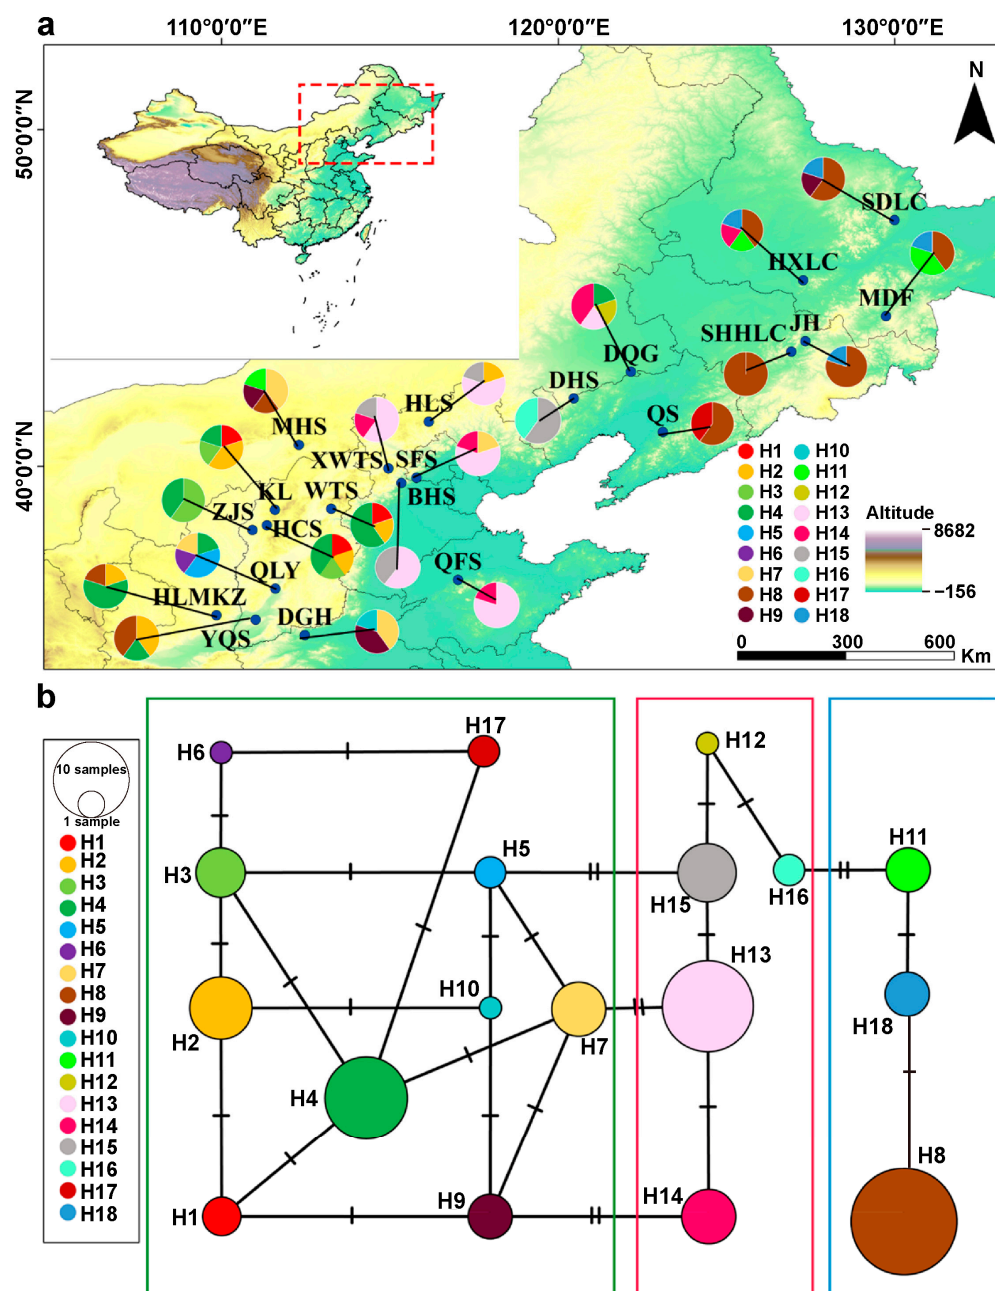 a
110°0′0″E
120°0′0″E
130°0′0″E
50°0′0″N
40°0′0″N
N
SDLC
HXLC
MDF
JH
SHHLC
DQG
DHS
QS
HLS
MHS
XWTS
SFS
BHS
KL
WTS
ZJS
HCS
QLY
QFS
HLMKZ
YQS
DGH
H1
H2
H3
H4
H5
H6
H7
H8
H9
H10
H11
H12
H13
H14
H15
H16
H17
H18
Altitude
8682
−156
0 300 600
Km
b
10 samples
1 sample
H1
H2
H3
H4
H5
H6
H7
H8
H9
H10
H11
H12
H13
H14
H15
H16
H17
H18
H6
H17
H12
H3
H5
H15
H16
H11
H2
H10
H7
H13
H18
H4
H1
H9
H14
H8